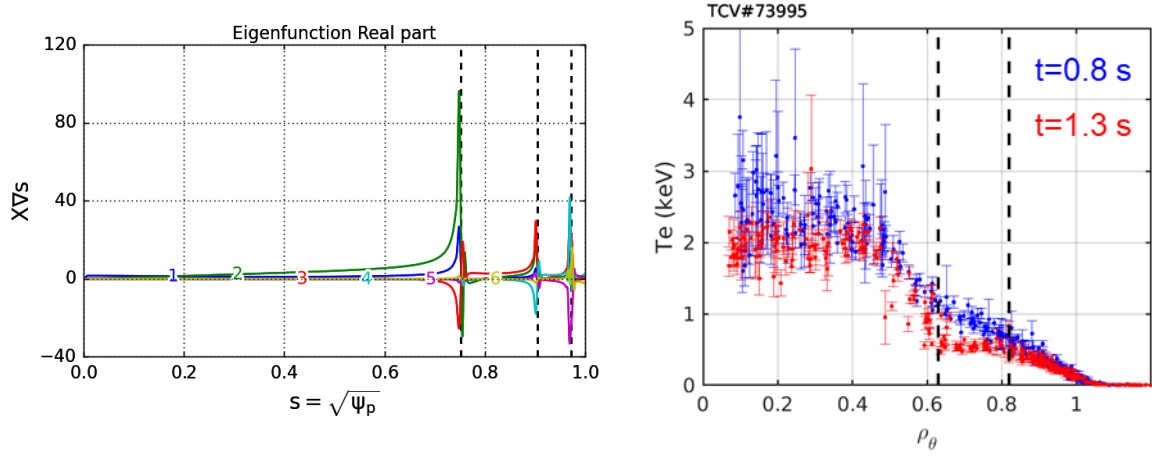 Eigenfunction Real part
120
80
40
0
−40
X∇s
1 2 3 4 5 6
0.0 0.2 0.4 0.6 0.8 1.0
s = √ψp
TCV#73995
t=0.8 s
t=1.3 s
5
4
3
2
1
0
Te (keV)
0 0.2 0.4 0.6 0.8 1
ρθ